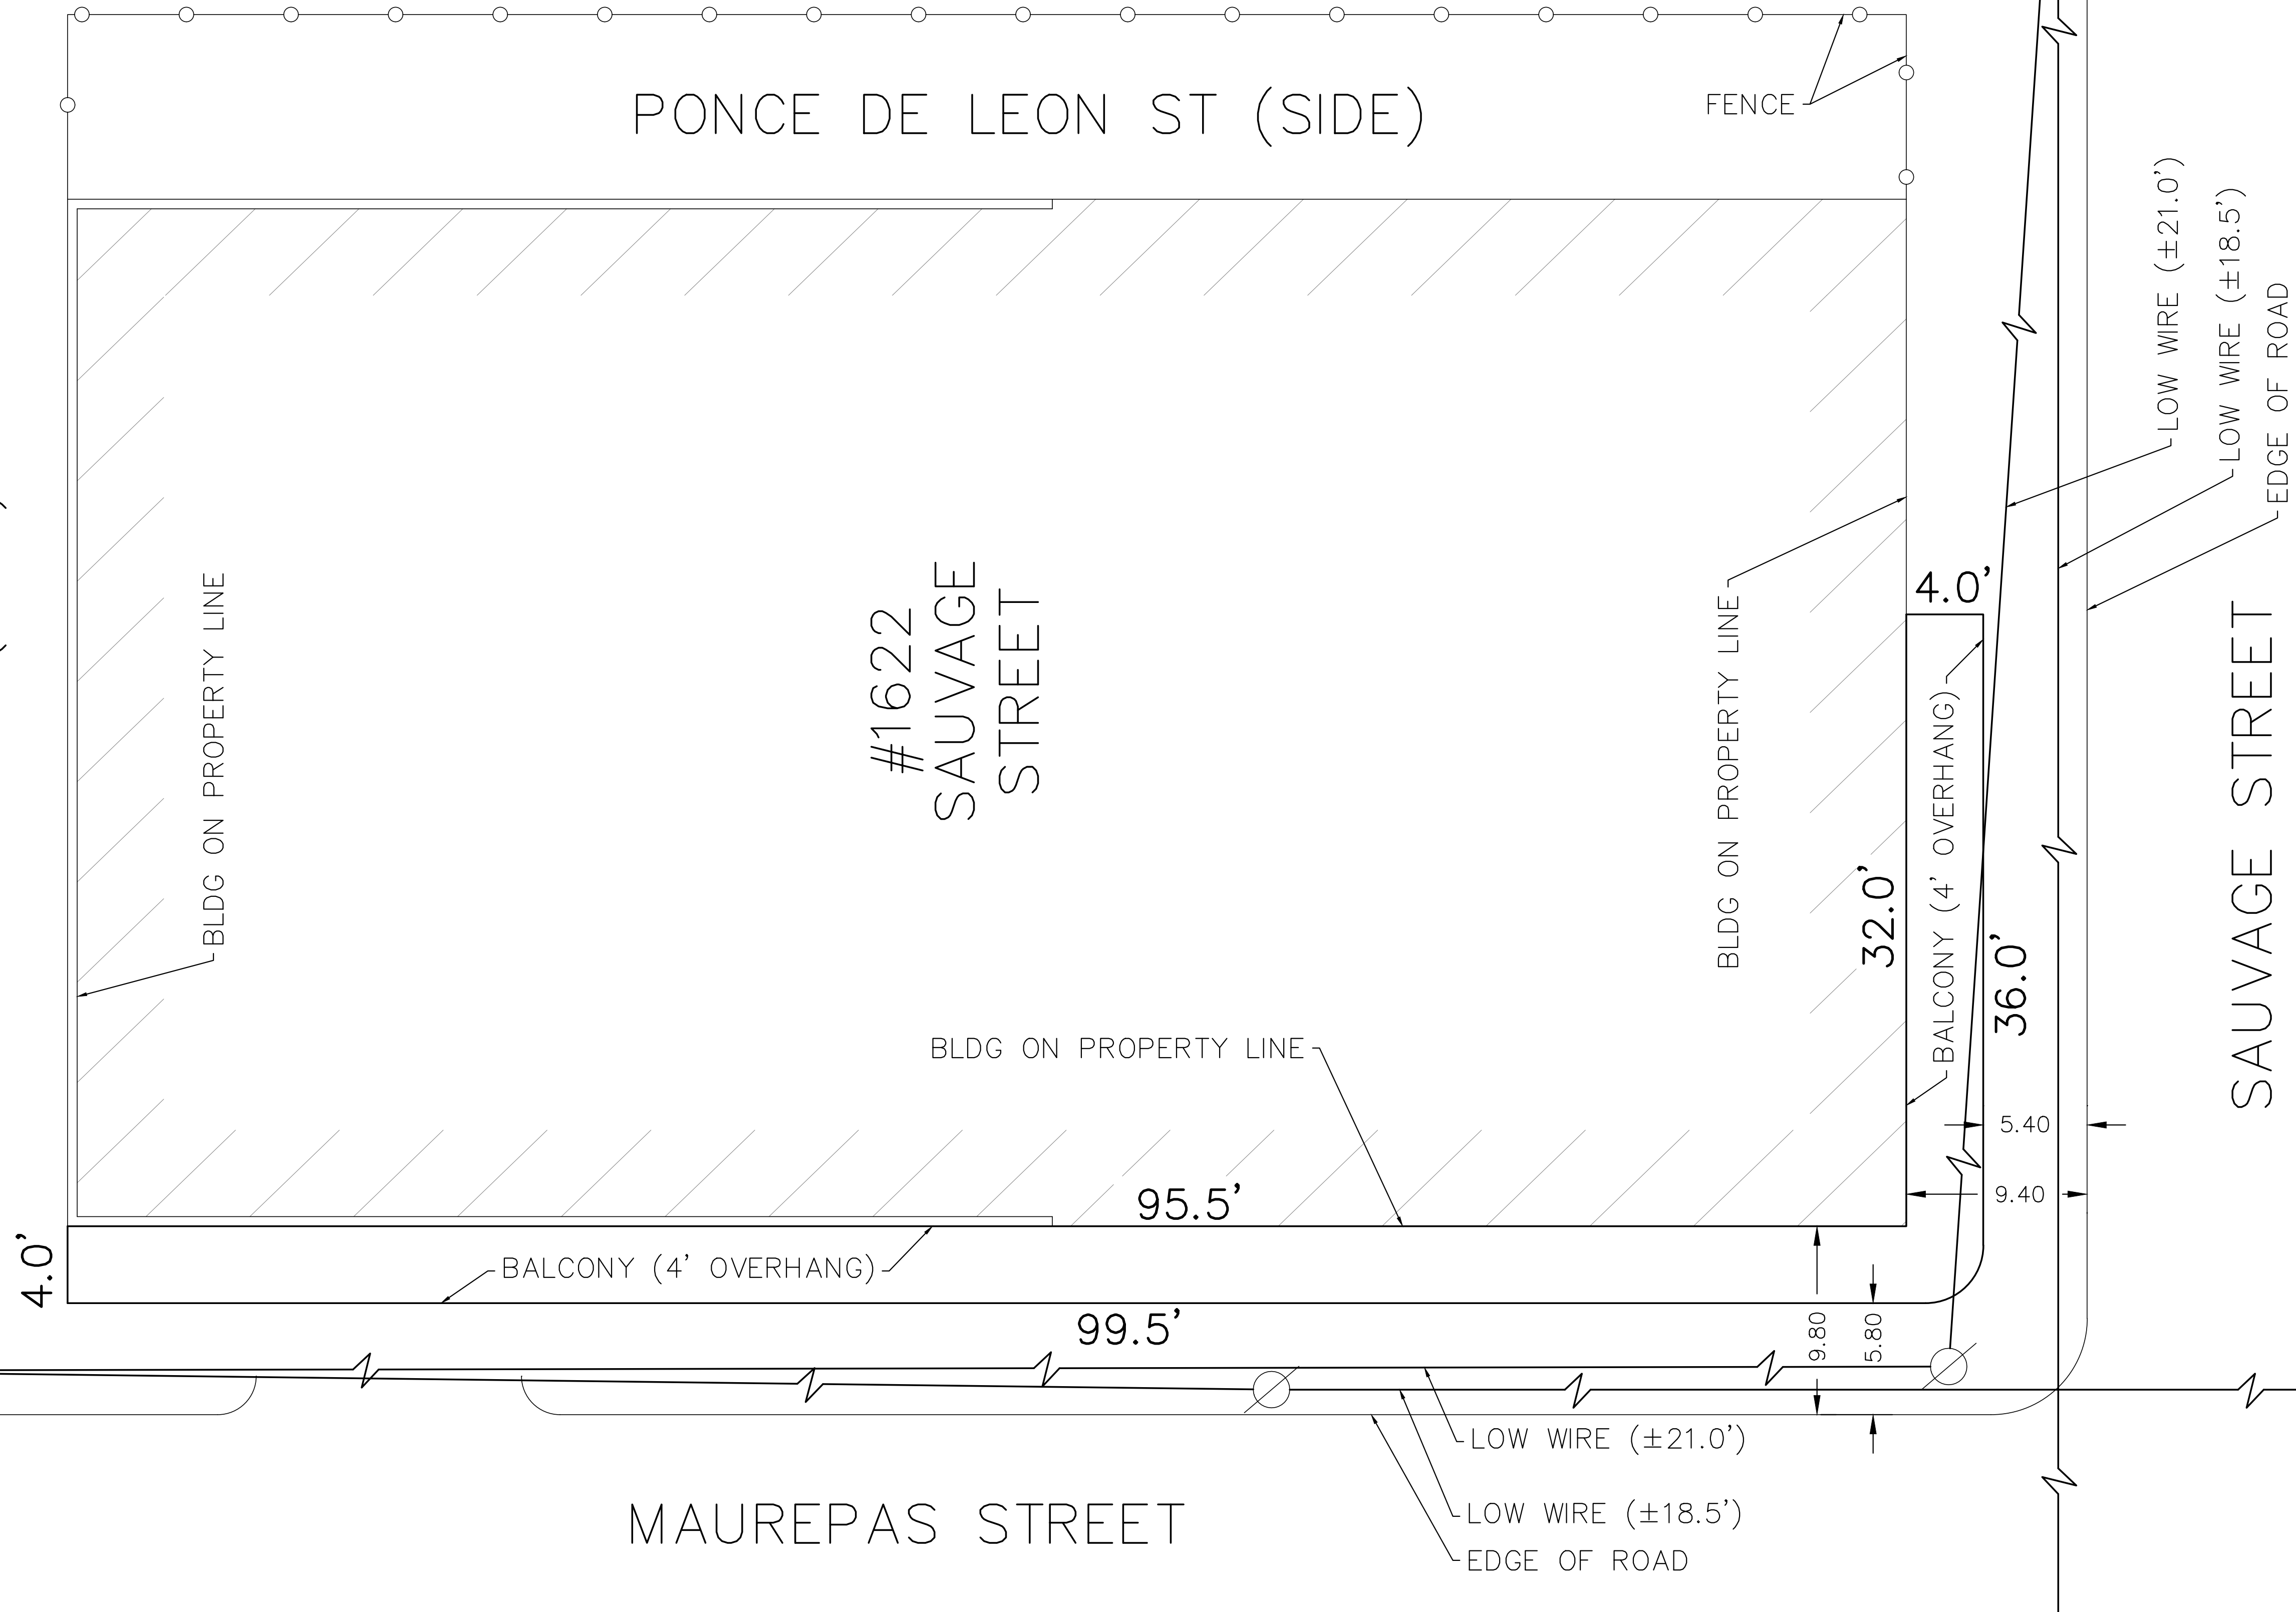 PONCE DE LEON ST (SIDE)
FENCE
LOW WIRE (±21.0')
LOW WIRE (±18.5')
EDGE OF ROAD
BLDG ON PROPERTY LINE
#1622
SAUVAGE
STREET
BLDG ON PROPERTY LINE
4.0'
BALCONY (4' OVERHANG)
32.0'
36.0'
SAUVAGE STREET
BLDG ON PROPERTY LINE
5.40
9.40
95.5'
4.0'
BALCONY (4' OVERHANG)
99.5'
9.80
5.80
LOW WIRE (±21.0')
LOW WIRE (±18.5')
EDGE OF ROAD
MAUREPAS STREET